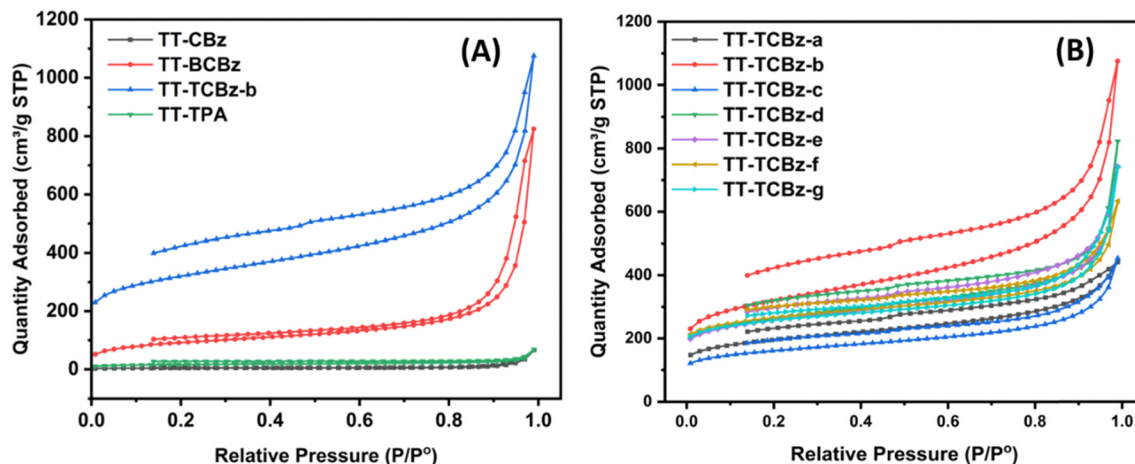 (A)
TT-CBz
TT-BCBz
TT-TCBz-b
TT-TPA
Quantity Adsorbed (cm³/g STP)
1200
1000
800
600
400
200
0
0.0 0.2 0.4 0.6 0.8 1.0
Relative Pressure (P/Pº)
(B)
TT-TCBz-a
TT-TCBz-b
TT-TCBz-c
TT-TCBz-d
TT-TCBz-e
TT-TCBz-f
TT-TCBz-g
Quantity Adsorbed (cm³/g STP)
1200
1000
800
600
400
200
0
0.0 0.2 0.4 0.6 0.8 1.0
Relative Pressure (P/Pº)